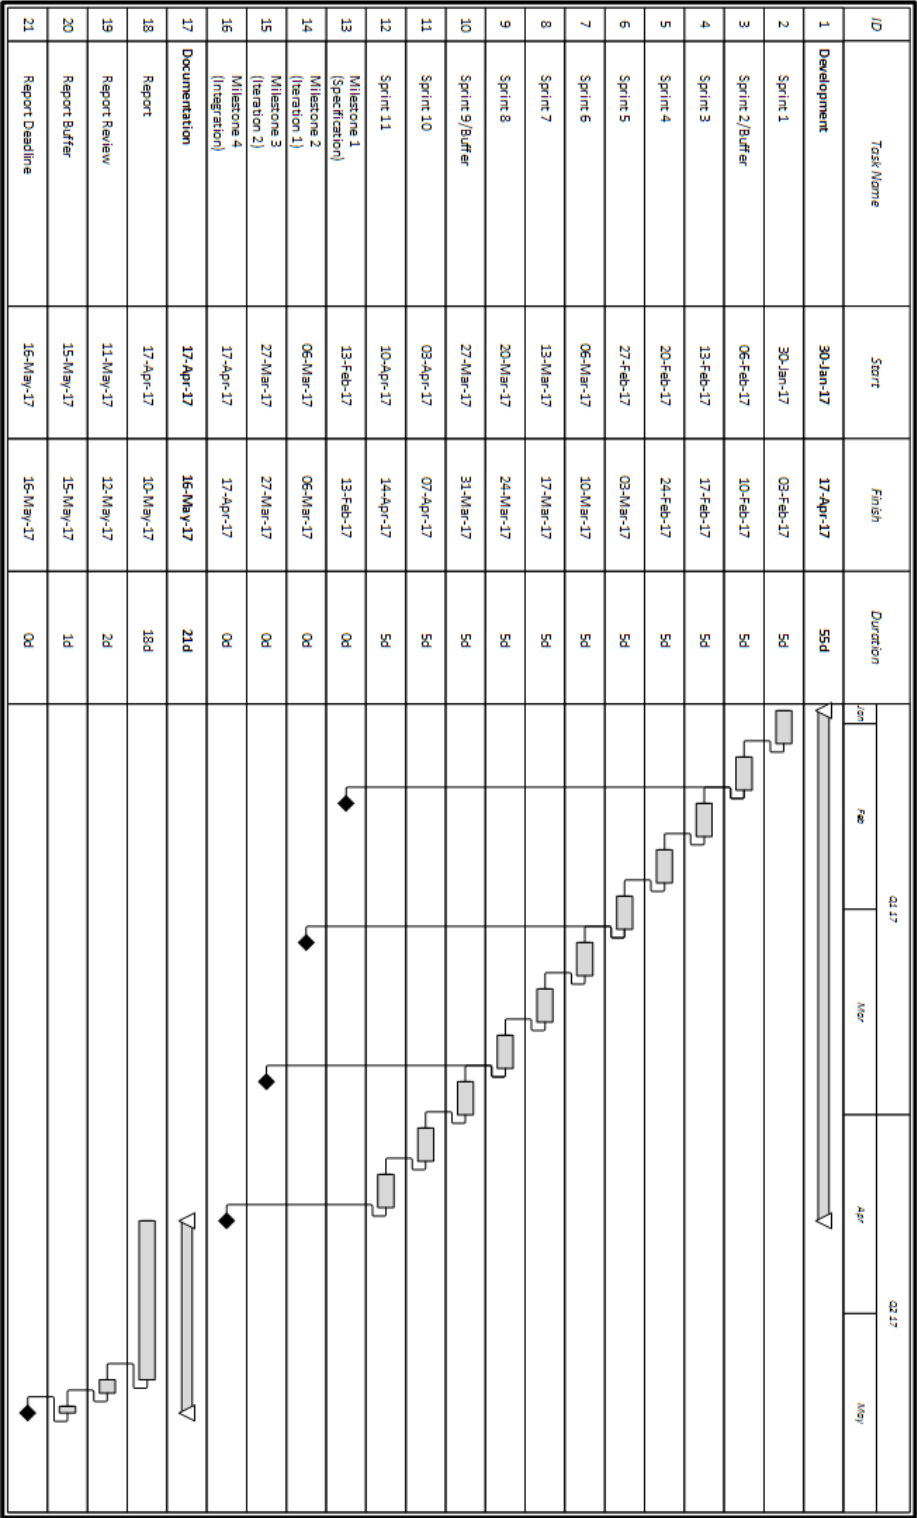 ID Task Name Start Finish Duration
Q1 17 Q2 17
Jan Feb Mar Apr May
1 Development 30-Jan-17 17-Apr-17 55d
2 Sprint 1 30-Jan-17 03-Feb-17 5d
3 Sprint 2/Buffer 06-Feb-17 10-Feb-17 5d
4 Sprint 3 13-Feb-17 17-Feb-17 5d
5 Sprint 4 20-Feb-17 24-Feb-17 5d
6 Sprint 5 27-Feb-17 03-Mar-17 5d
7 Sprint 6 06-Mar-17 10-Mar-17 5d
8 Sprint 7 13-Mar-17 17-Mar-17 5d
9 Sprint 8 20-Mar-17 24-Mar-17 5d
10 Sprint 9/Buffer 27-Mar-17 31-Mar-17 5d
11 Sprint 10 03-Apr-17 07-Apr-17 5d
12 Sprint 11 10-Apr-17 14-Apr-17 5d
13 Milestone 1
(Specification) 13-Feb-17 13-Feb-17 0d
14 Milestone 2
(Iteration 1) 06-Mar-17 06-Mar-17 0d
15 Milestone 3
(Iteration 2) 27-Mar-17 27-Mar-17 0d
16 Milestone 4
(Integration) 17-Apr-17 17-Apr-17 0d
17 Documentation 17-Apr-17 16-May-17 21d
18 Report 17-Apr-17 10-May-17 18d
19 Report Review 11-May-17 12-May-17 2d
20 Report Buffer 15-May-17 15-May-17 1d
21 Report Deadline 16-May-17 16-May-17 0d